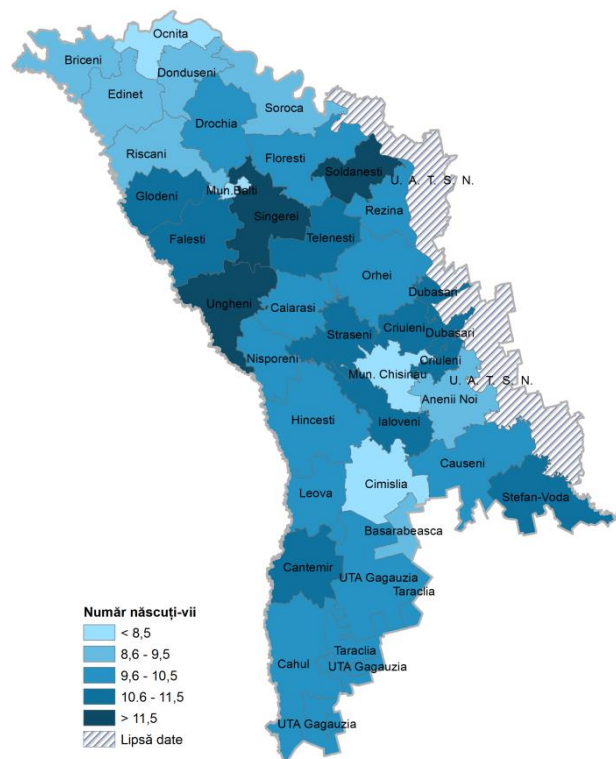 Ocnita
Briceni
Donduseni
Edinet
Soroca
Drochia
Riscani
Floresti
Soldanesti
U. A. T. S. N.
Mun.Balti
Glodeni
Singerei
Rezina
Falesti
Telenesti
Orhei
Dubasari
Ungheni
Calarasi
Straseni
Criuleni
Dubasari
Nisporeni
Criuleni
Mun. Chisinau
U. A. T. S. N.
Anenii Noi
Hincesti
Ialoveni
Causeni
Cimislia
Leova
Stefan-Voda
Basarabeasca
Cantemir
UTA Gagauzia
Taraclia
Număr născuți-vii
< 8,5
8,6 - 9,5
9,6 - 10,5
10.6 - 11,5
> 11,5
Lipsă date
Taraclia
Cahul
UTA Gagauzia
UTA Gagauzia